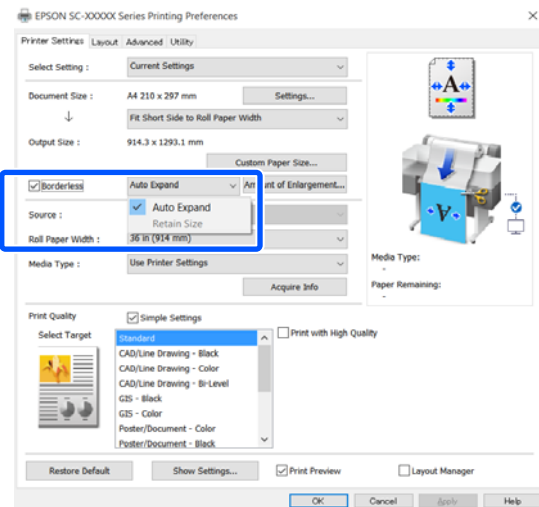 EPSON SC-XXXXX Series Printing Preferences
Printer Settings Layout Advanced Utility
Select Setting : Current Settings
Document Size : A4 210 x 297 mm Settings...
Fit Short Side to Roll Paper Width
Output Size : 914.3 x 1293.1 mm
Custom Paper Size...
Borderless Auto Expand Am unt of Enlargement...
Auto Expand
Source :
Retain Size
Roll Paper Width : 36 in (914 mm)
Media Type : Use Printer Settings
Acquire Info
A
A
Media Type:
-
Paper Remaining:
-
Print Quality Simple Settings
Select Target
Standard
CAD/Line Drawing - Black
CAD/Line Drawing - Color
CAD/Line Drawing - Bi-Level
GIS - Black
GIS - Color
Poster/Document - Color
Poster/Document - Black
Print with High Quality
Restore Default Show Settings... Print Preview Layout Manager
OK Cancel Apply Help